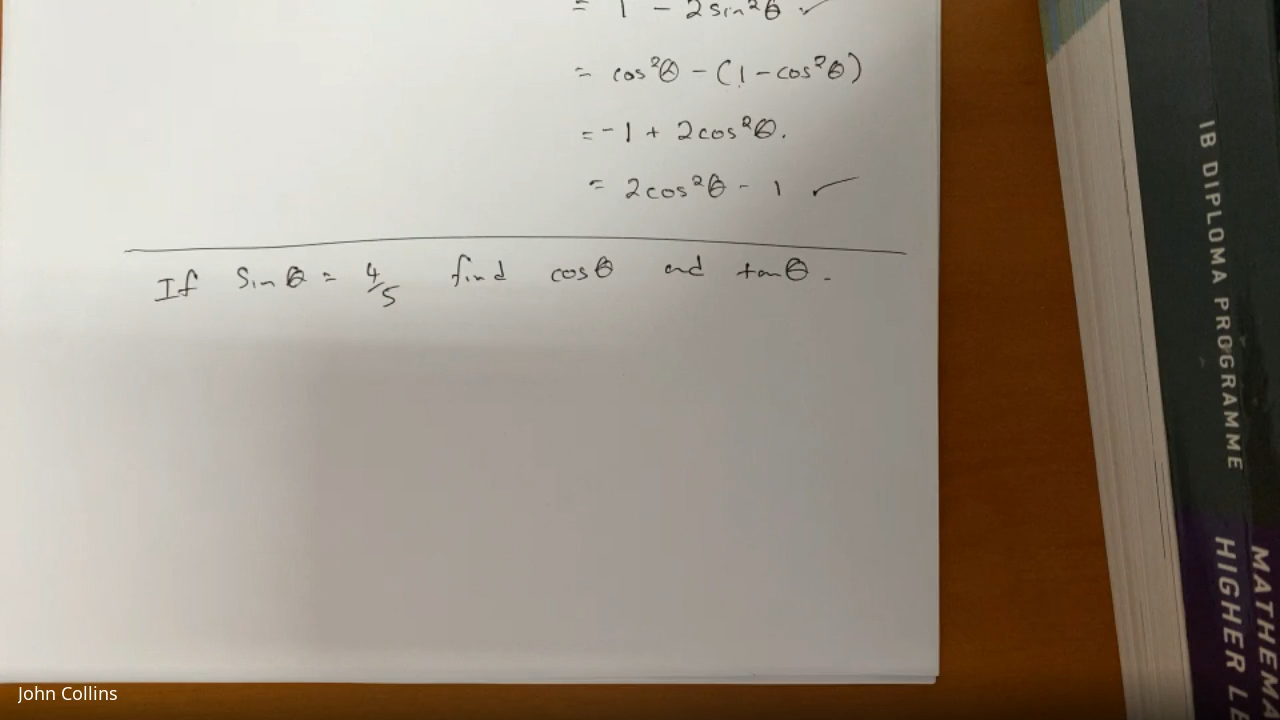 = 1 - 2sin²θ ✓
= cos²θ - (1 - cos²θ)
= -1 + 2cos²θ.
= 2cos²θ - 1 ✓
If sinθ = 4/5 find cosθ and tanθ.
IB DIPLOMA PROGRAMME
MATHEMA
HIGHER LE
John Collins